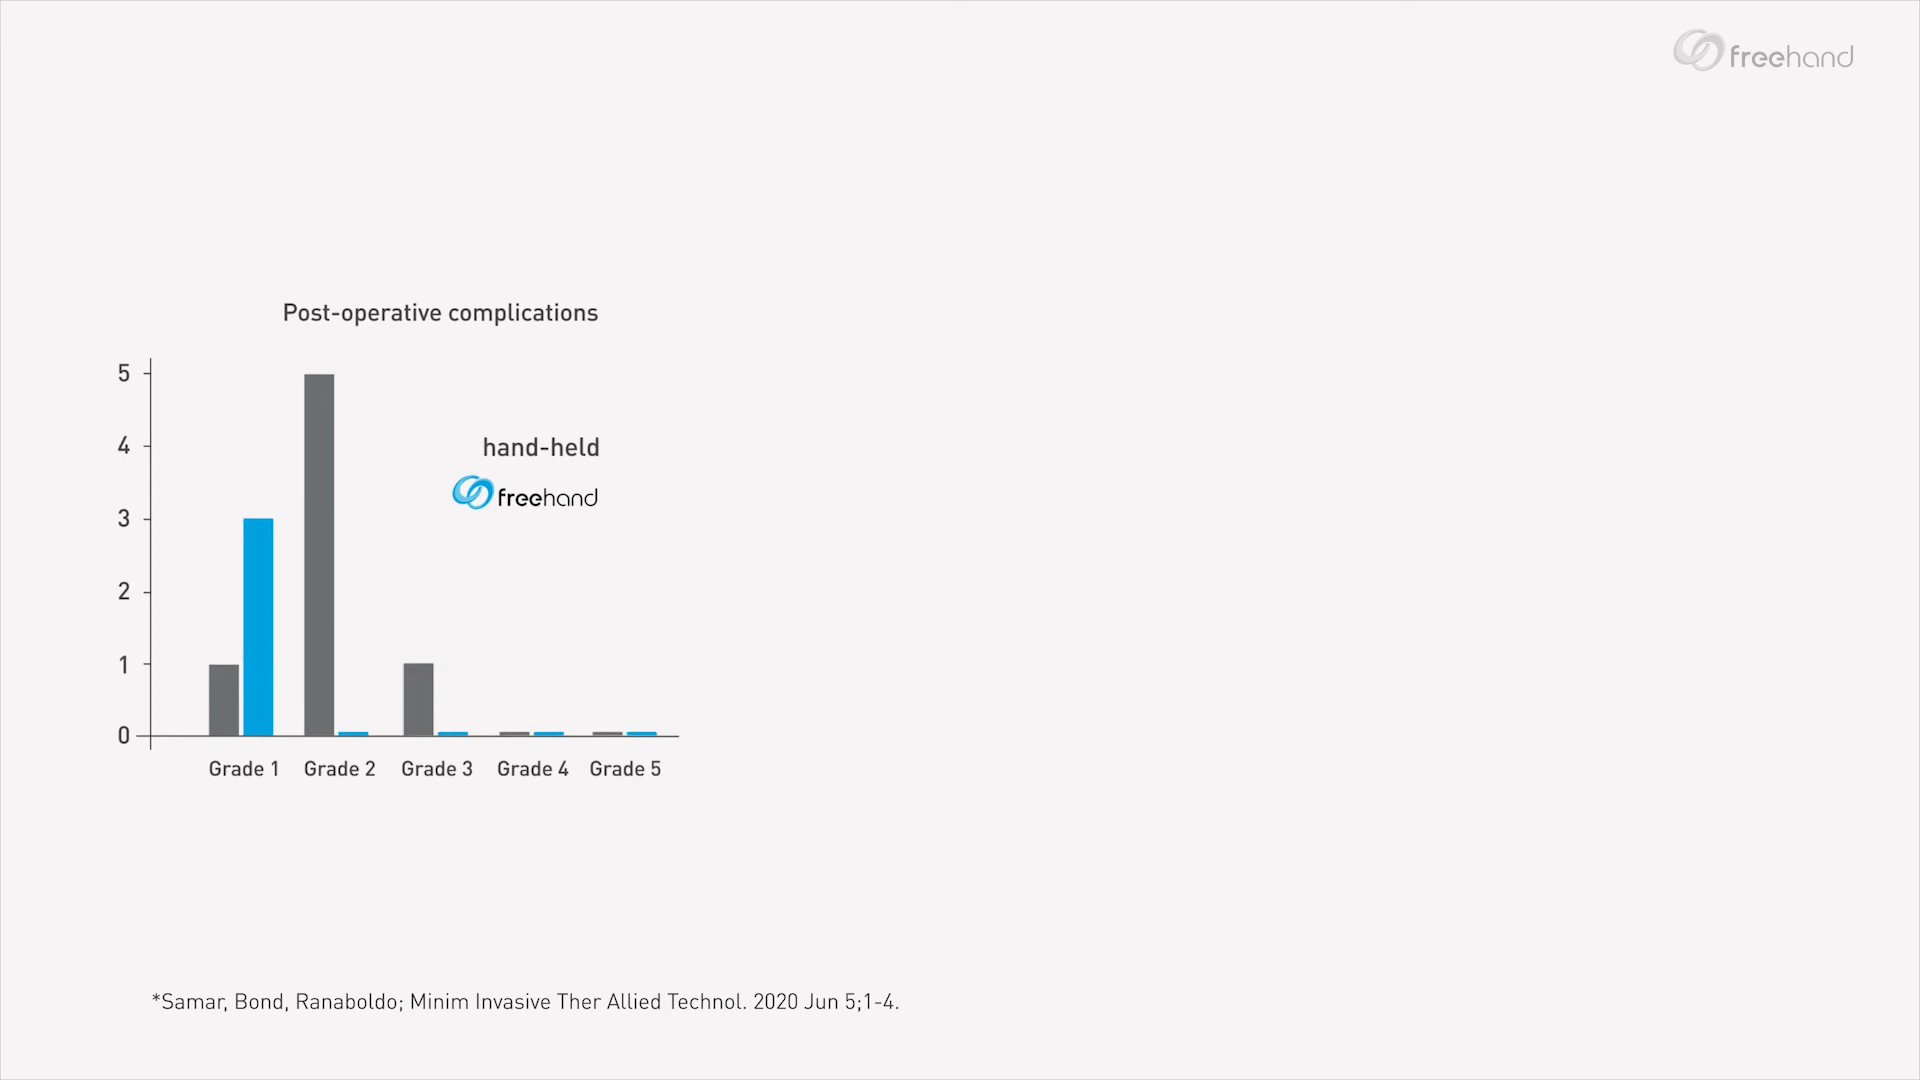 freehand
Post-operative complications
5
4
3
2
1
0
hand-held
freehand
Grade 1 Grade 2 Grade 3 Grade 4 Grade 5
*Samar, Bond, Ranaboldo; Minim Invasive Ther Allied Technol. 2020 Jun 5;1-4.